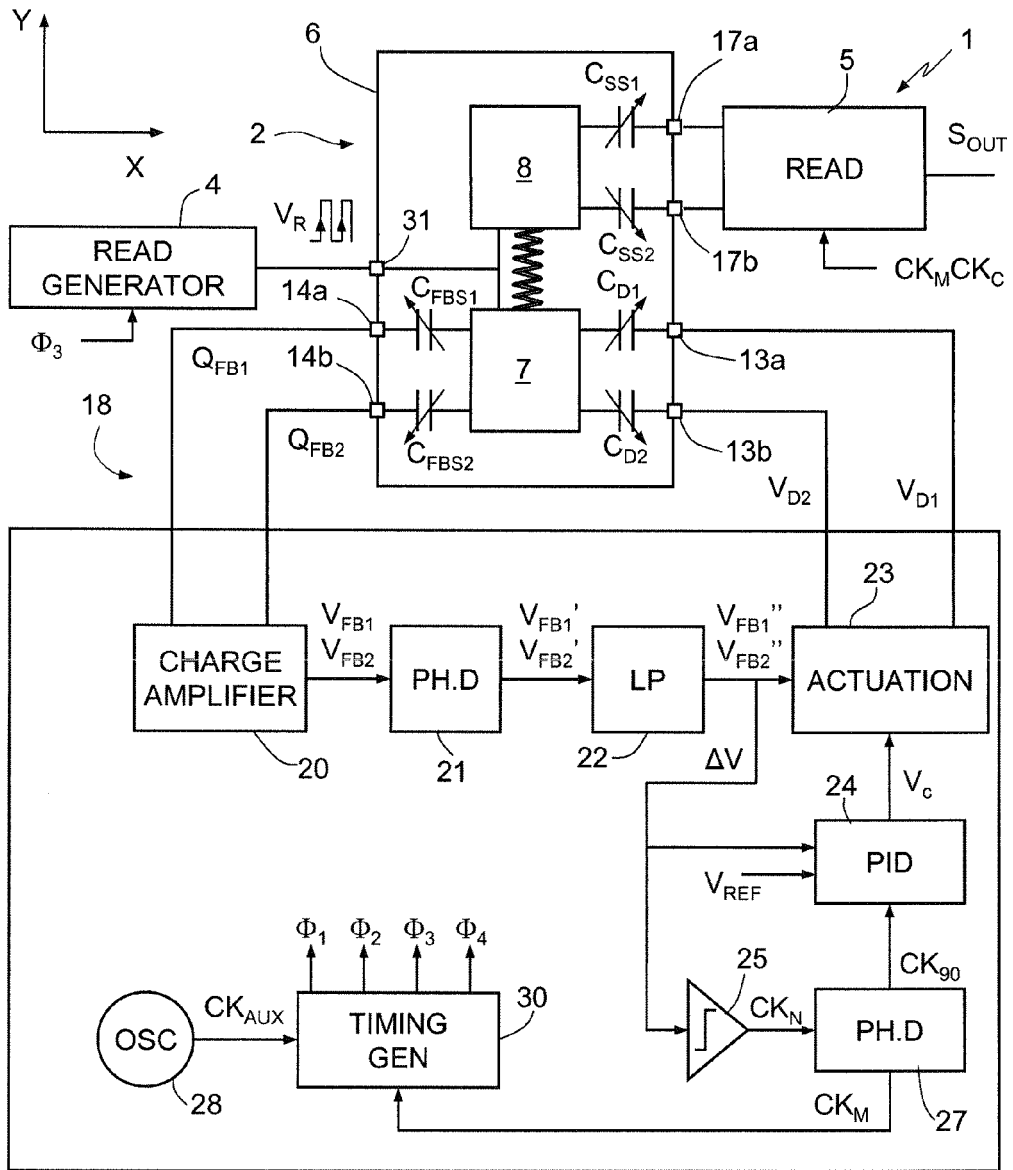 Y
6
17a
1
C_SS1
5
2
X
8
READ
S_OUT
4
V_R
31
READ
GENERATOR
C_SS2
17b
CK_M CK_C
14a
C_FBS1
C_D1
Φ_3
Q_FB1
7
13a
14b
18
Q_FB2
C_FBS2
C_D2
13b
V_D2
V_D1
23
V_FB1
V_FB2
V_FB1'
V_FB2'
V_FB1''
V_FB2''
CHARGE
AMPLIFIER
PH.D
LP
ACTUATION
20
21
22
ΔV
V_c
24
PID
V_REF
Φ_1
Φ_2
Φ_3
Φ_4
25
CK_90
CK_AUX
30
CK_N
OSC
TIMING
GEN
PH.D
28
CK_M
27